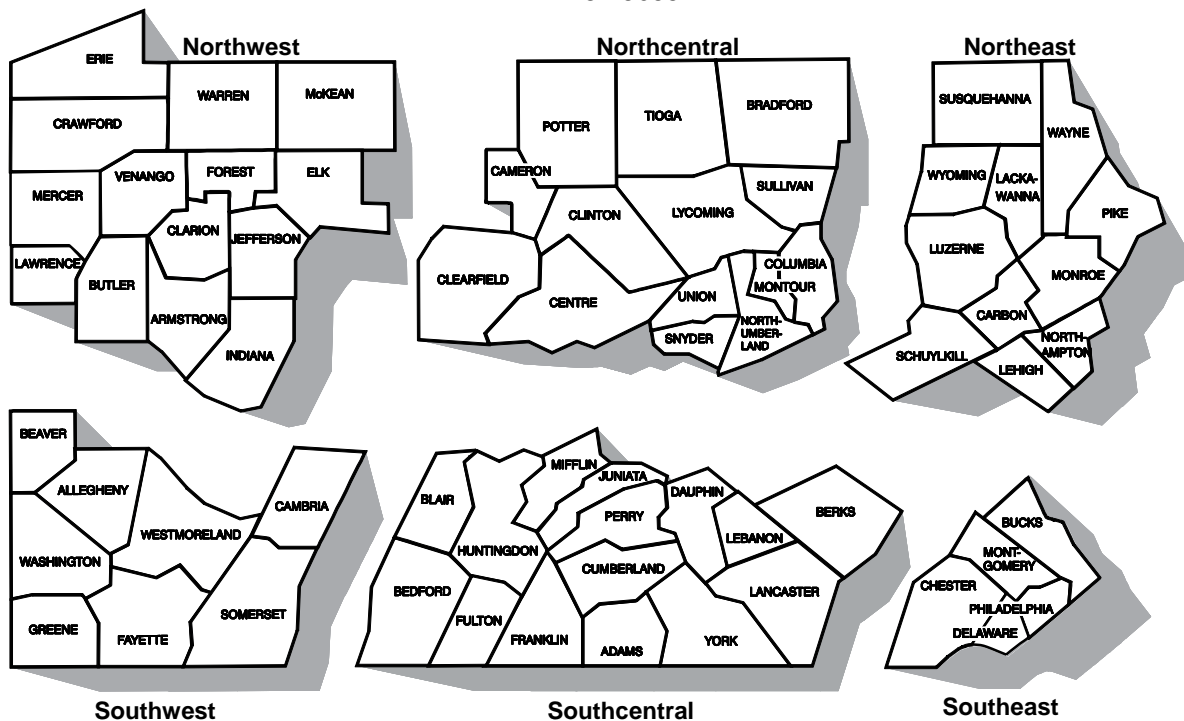 Northwest
ERIE
WARREN
McKEAN
CRAWFORD
VENANGO
FOREST
ELK
MERCER
CLARION
JEFFERSON
LAWRENCE
BUTLER
ARMSTRONG
INDIANA
Northcentral
POTTER
TIOGA
BRADFORD
CAMERON
SULLIVAN
CLINTON
LYCOMING
CLEARFIELD
CENTRE
COLUMBIA
MONTOUR
UNION
SNYDER
NORTH-
UMBER-
LAND
Northeast
SUSQUEHANNA
WAYNE
WYOMING
LACKA-
WANNA
PIKE
LUZERNE
MONROE
CARBON
NORTH-
AMPTON
SCHUYLKILL
LEHIGH
BEAVER
ALLEGHENY
CAMBRIA
WESTMORELAND
WASHINGTON
SOMERSET
GREENE
FAYETTE
Southwest
MIFFLIN
JUNIATA
BLAIR
DAUPHIN
PERRY
BERKS
LEBANON
HUNTINGDON
CUMBERLAND
BEDFORD
LANCASTER
FULTON
FRANKLIN
ADAMS
YORK
Southcentral
BUCKS
MONT-
GOMERY
CHESTER
PHILADELPHIA
DELAWARE
Southeast